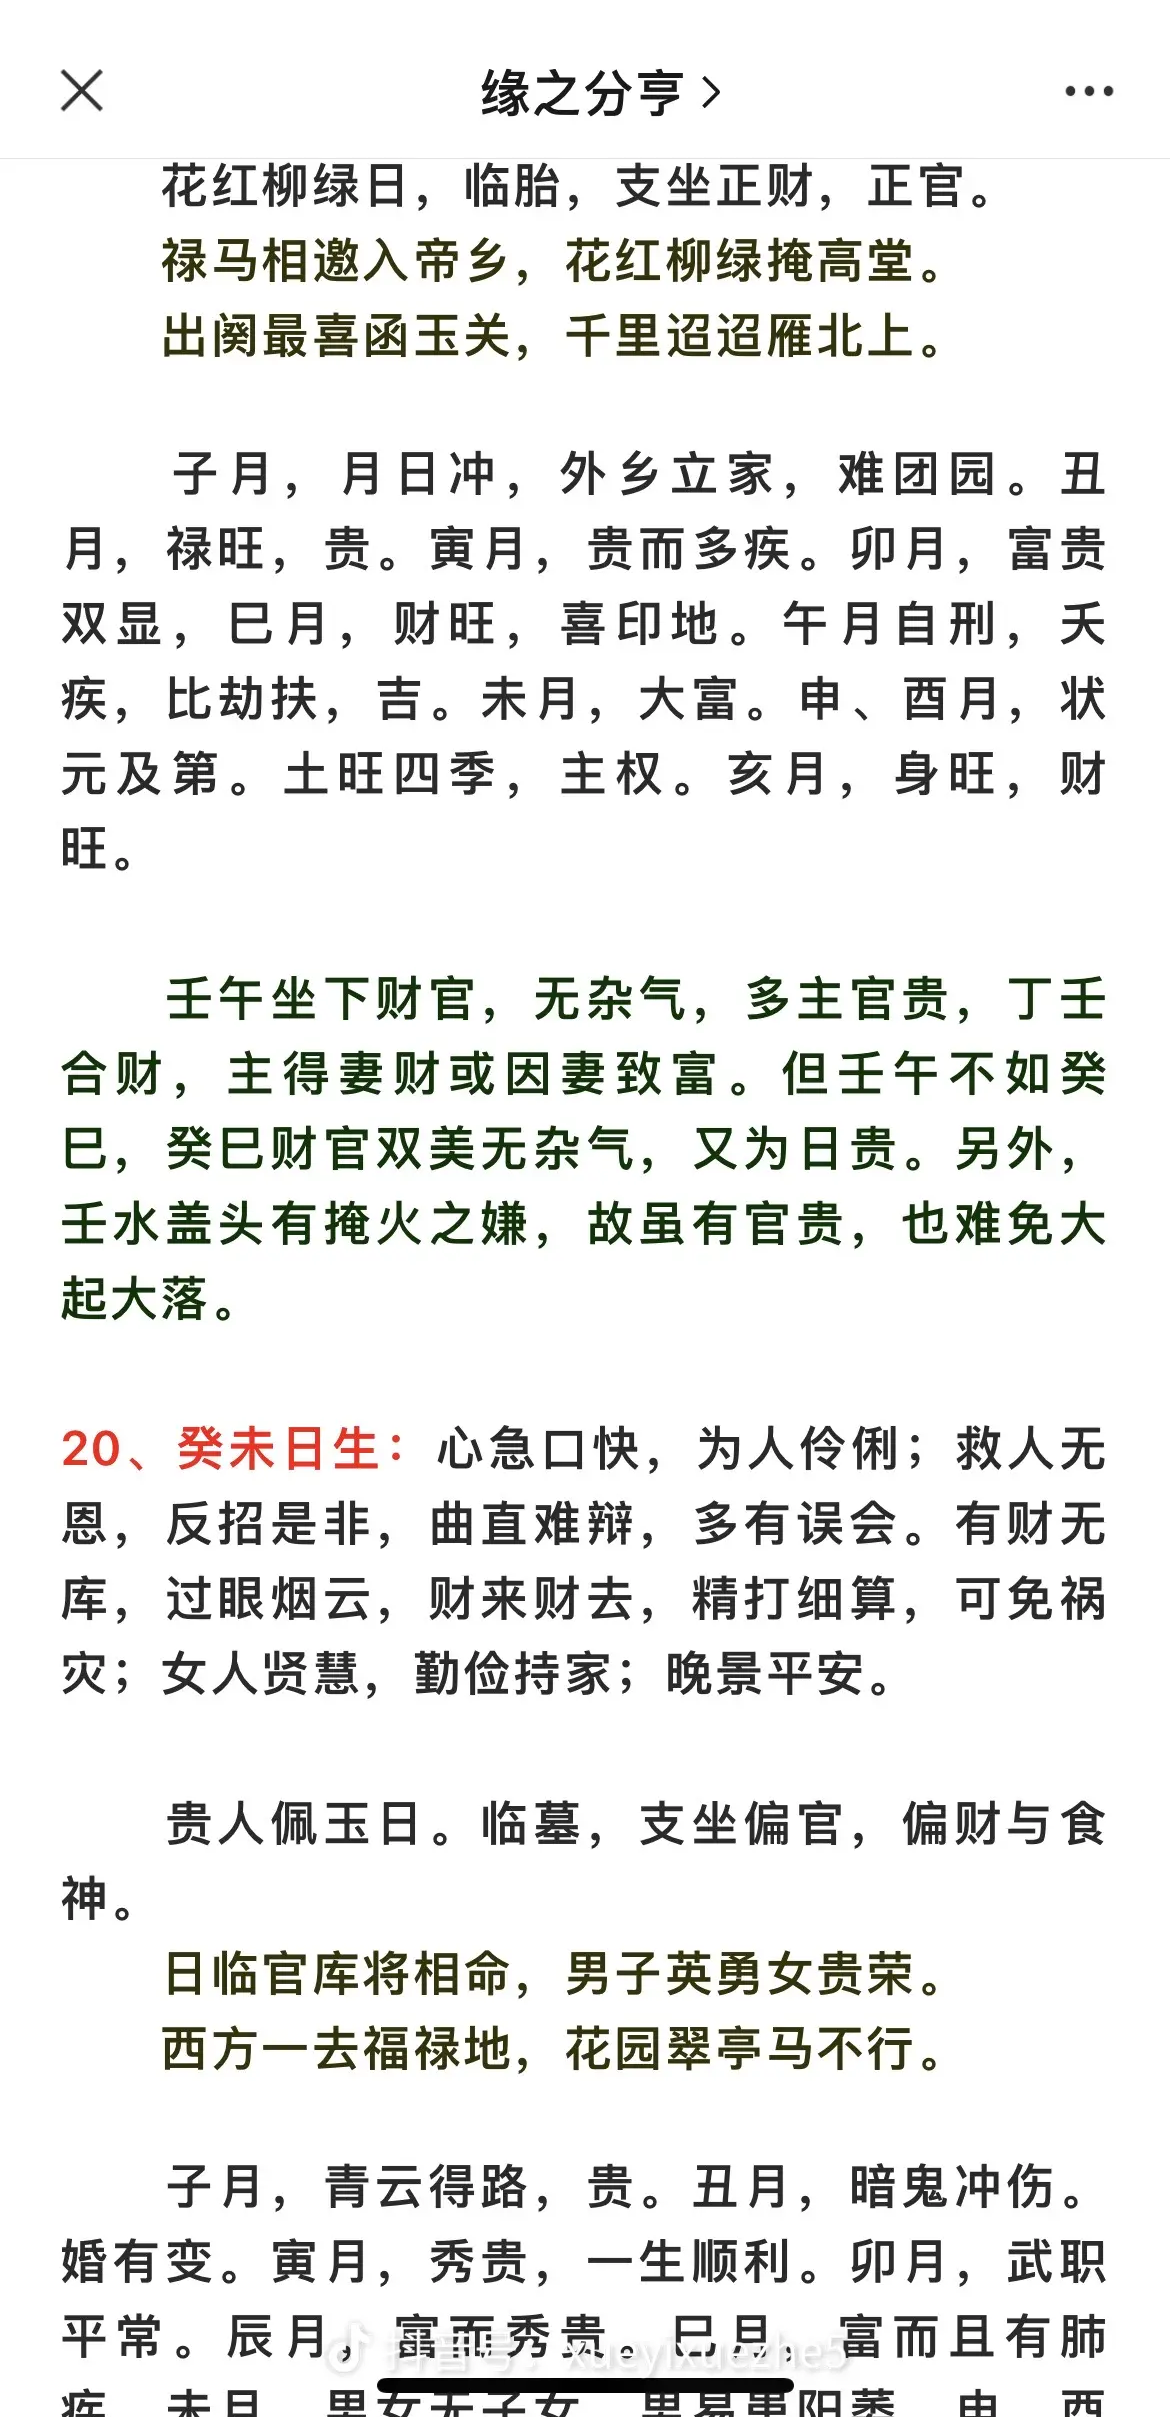 缘之分亨
花红柳绿日，临胎，支坐正财，正官。
禄马相邀入帝乡，花红柳绿掩高堂。
出阕最喜函玉关，千里迢迢雁北上。
子月，月日冲，外乡立家，难团园。丑
月，禄旺，贵。寅月，贵而多疾。卯月，富贵
双显，巳月，财旺，喜印地。午月自刑，夭
疾，比劫扶，吉。未月，大富。申、酉月，状
元及第。土旺四季，主权。亥月，身旺，财
旺。
壬午坐下财官，无杂气，多主官贵，丁壬
合财，主得妻财或因妻致富。但壬午不如癸
巳，癸巳财官双美无杂气，又为日贵。另外，
壬水盖头有掩火之嫌，故虽有官贵，也难免大
起大落。
20、癸未日生：心急口快，为人伶俐；救人无
恩，反招是非，曲直难辩，多有误会。有财无
库，过眼烟云，财来财去，精打细算，可免祸
灾；女人贤慧，勤俭持家；晚景平安。
贵人佩玉日。临墓，支坐偏官，偏财与食
神。
日临官库将相命，男子英勇女贵荣。
西方一去福禄地，花园翠亭马不行。
子月，青云得路，贵。丑月，暗鬼冲伤。
婚有变。寅月，秀贵，一生顺利。卯月，武职
平常。辰月，富而秀贵。巳月，富而且有肺
抖音号：xueyixuezhe5
疾。未月，男女无子女，男易患阳萎。申、酉